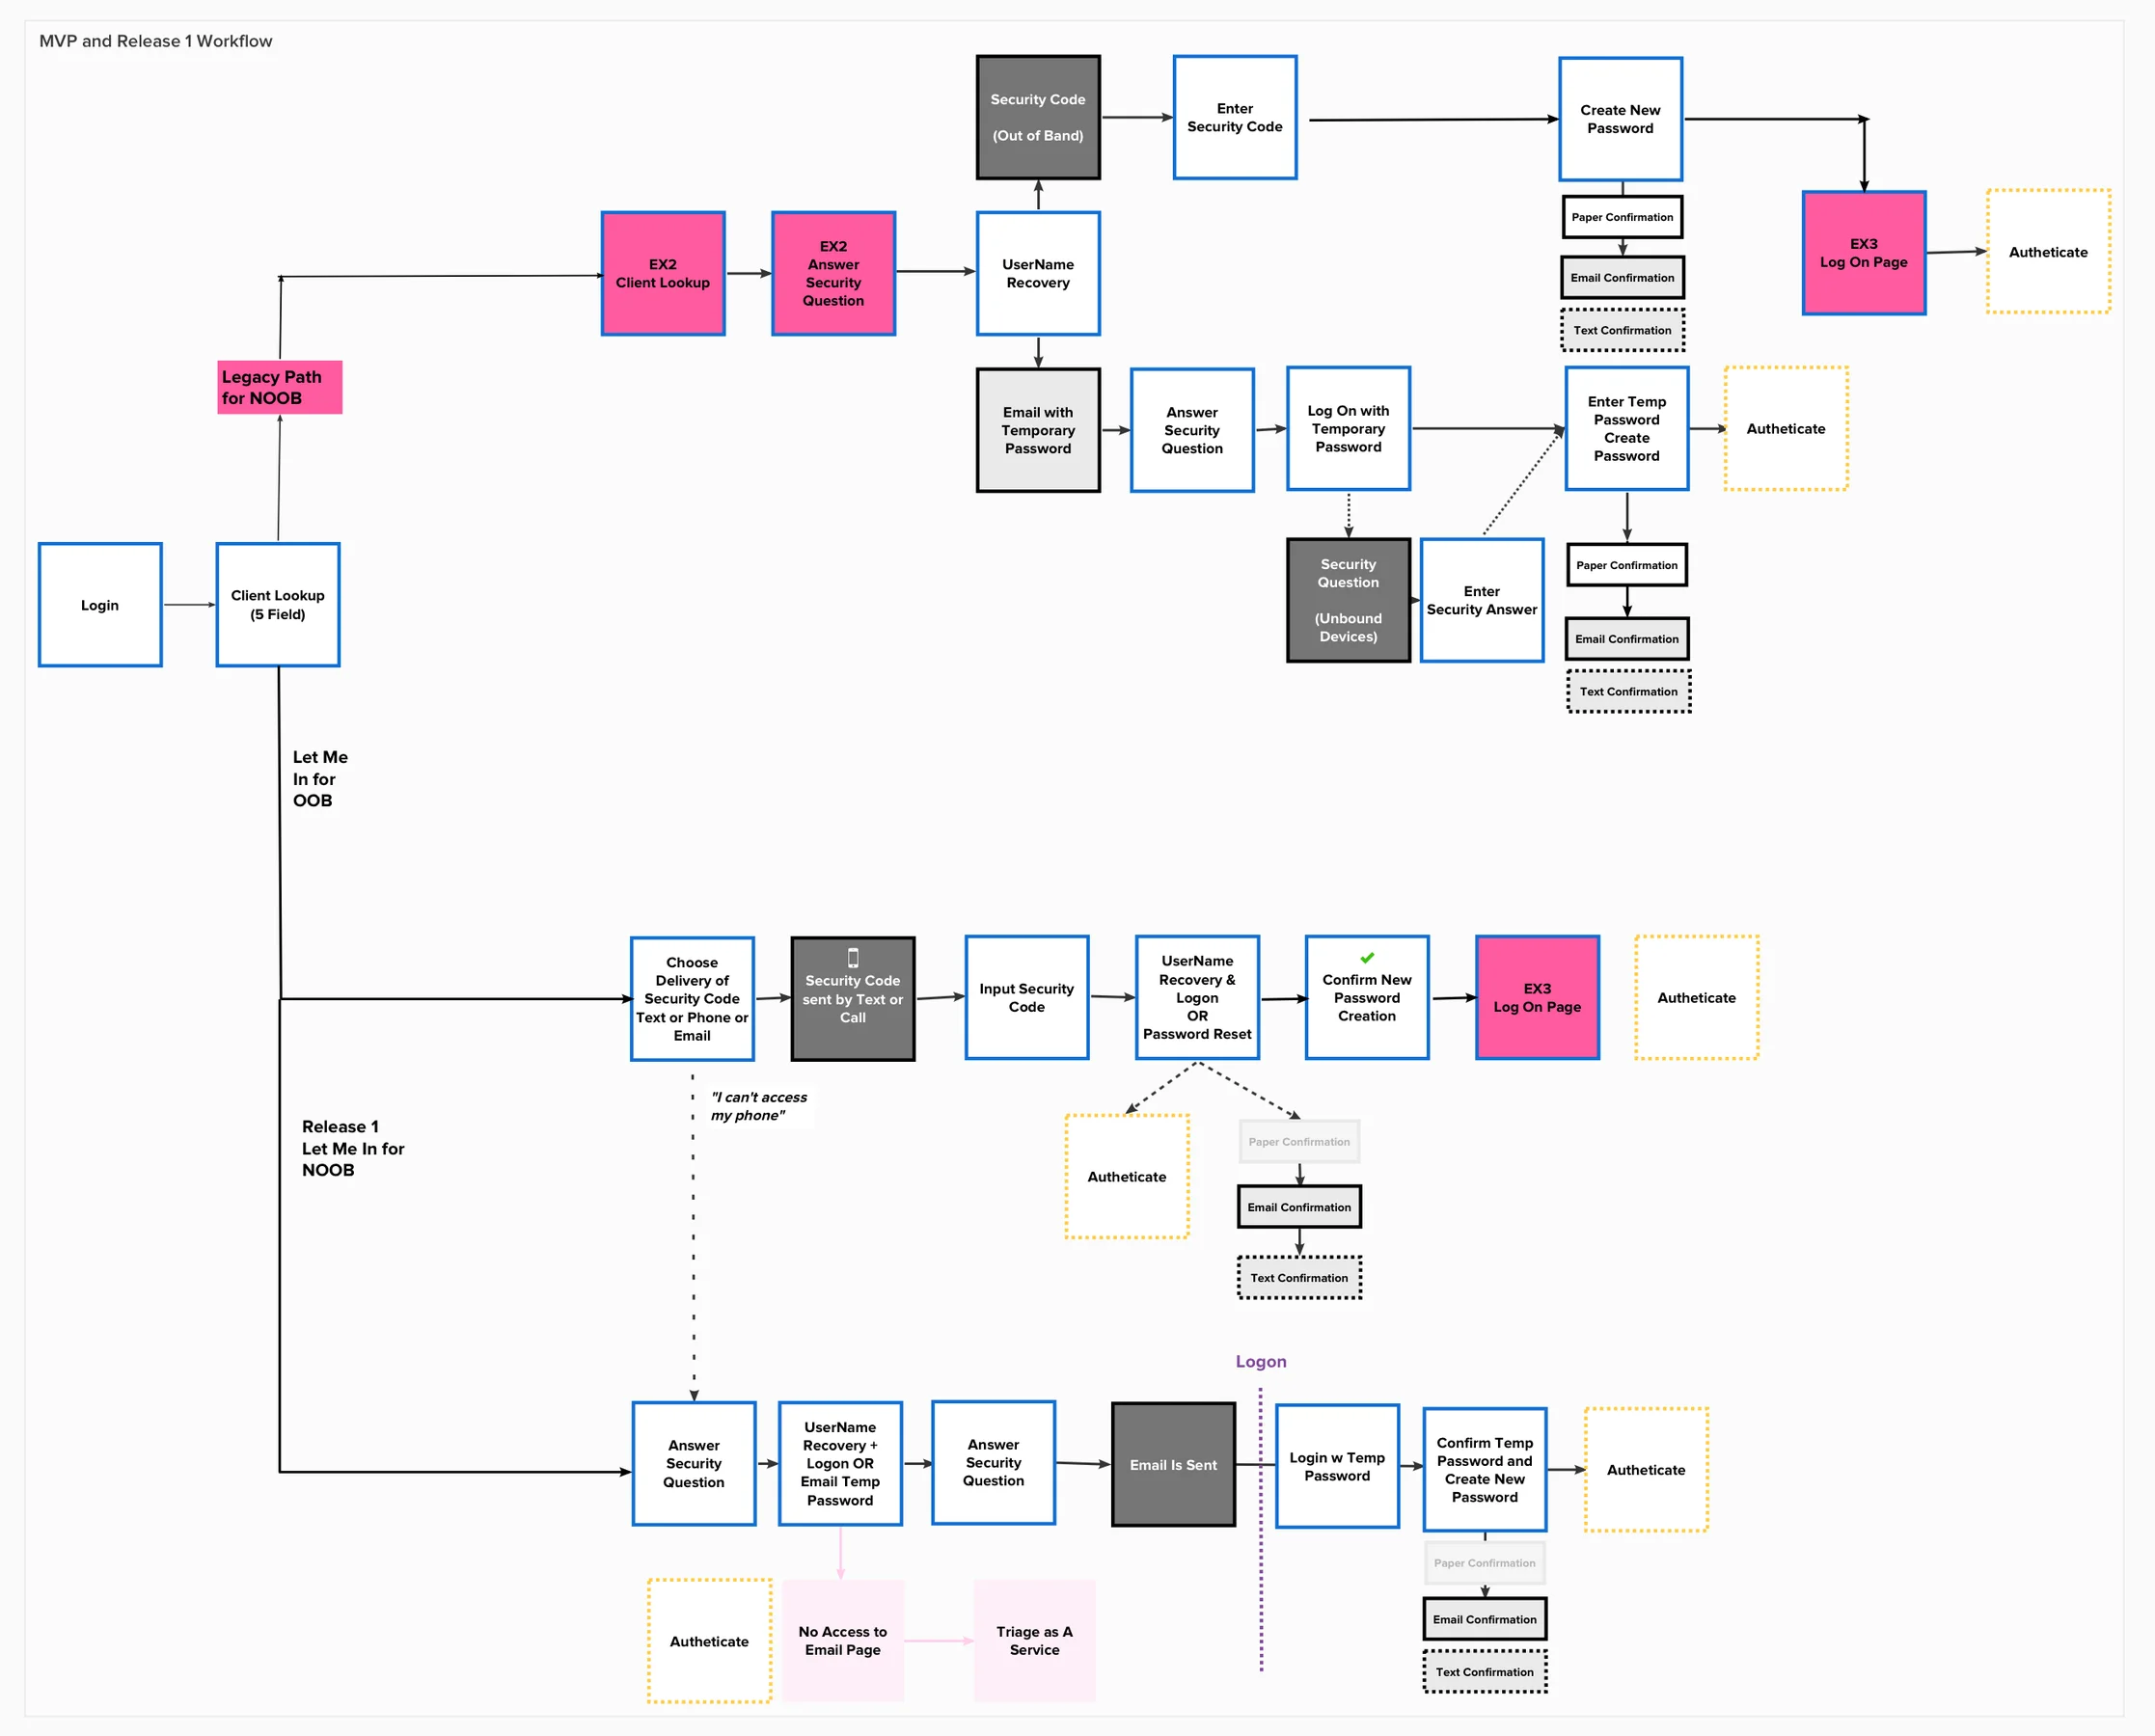 MVP and Release 1 Workflow
Security Code
(Out of Band)
Enter
Security Code
Create New
Password
Paper Confirmation
Email Confirmation
Text Confirmation
EX3
Log On Page
Autheticate
EX2
Client Lookup
EX2
Answer
Security
Question
UserName
Recovery
Legacy Path
for NOOB
Email with
Temporary
Password
Answer
Security
Question
Log On with
Temporary
Password
Enter Temp
Password
Create
Password
Autheticate
Security
Question
(Unbound
Devices)
Enter
Security Answer
Paper Confirmation
Email Confirmation
Text Confirmation
Login
Client Lookup
(5 Field)
Let Me
In for
OOB
Choose
Delivery of
Security Code
Text or Phone or
Email
Security Code
sent by Text or
Call
Input Security
Code
UserName
Recovery &
Logon
OR
Password Reset
Confirm New
Password
Creation
EX3
Log On Page
Autheticate
"I can't access
my phone"
Release 1
Let Me In for
NOOB
Autheticate
Paper Confirmation
Email Confirmation
Text Confirmation
Logon
Answer
Security
Question
UserName
Recovery +
Logon OR
Email Temp
Password
Answer
Security
Question
Email Is Sent
Login w Temp
Password
Confirm Temp
Password and
Create New
Password
Autheticate
Paper Confirmation
Email Confirmation
Text Confirmation
Autheticate
No Access to
Email Page
Triage as A
Service